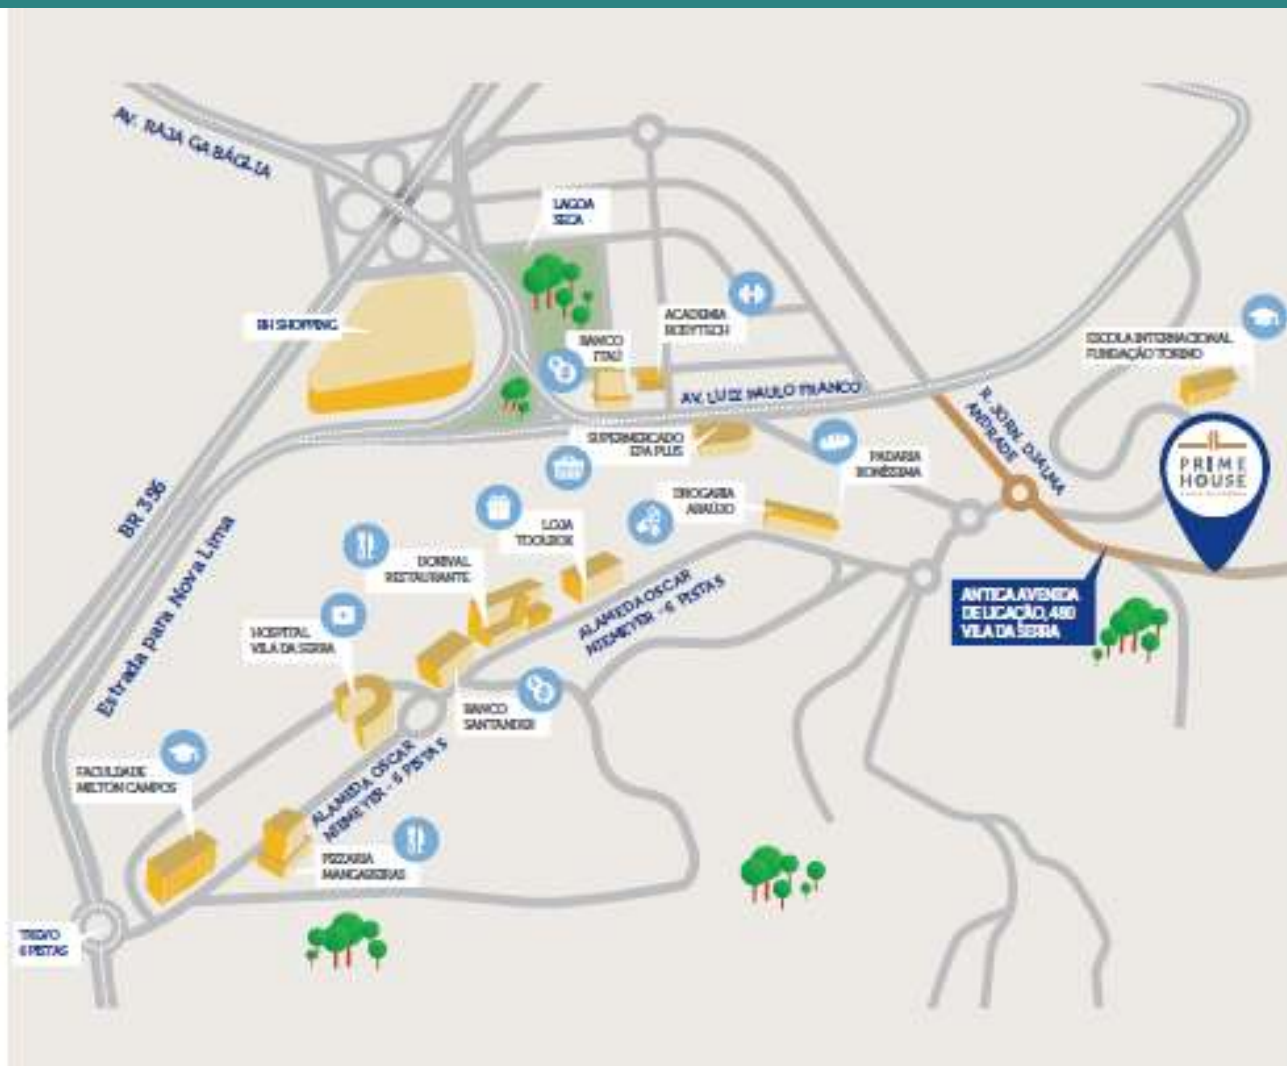 AV. RAJA GABÁGLIA
LAGOA
SECA
BH SHOPPING
ACADEMIA
BODYTECH
BANCO
ITAÚ
ESCOLA INTERNACIONAL
FUNDAÇÃO TORINO
AV. LUIZ PAULO FRANCO
R. JORN. DJALMA
ANDRADE
SUPERMERCADO
EPA PLUS
PADARIA
BONÍSSIMA
PRIME
HOUSE
DROGARIA
ARAÚJO
BR 356
LOJA
TOOLBOX
DORIVAL
RESTAURANTE
Estrada para Nova Lima
ALAMEDA OSCAR
NIEMEYER - 6 PISTAS
ANTIGA AVENIDA
DE LIGAÇÃO, 480
VILA DA SERRA
HOSPITAL
VILA DA SERRA
BANCO
SANTANDER
FACULDADE
MILTON CAMPOS
ALAMEDA OSCAR
NIEMEYER - 6 PISTAS
PIZZARIA
MANGABEIRAS
TREVO
6 PISTAS